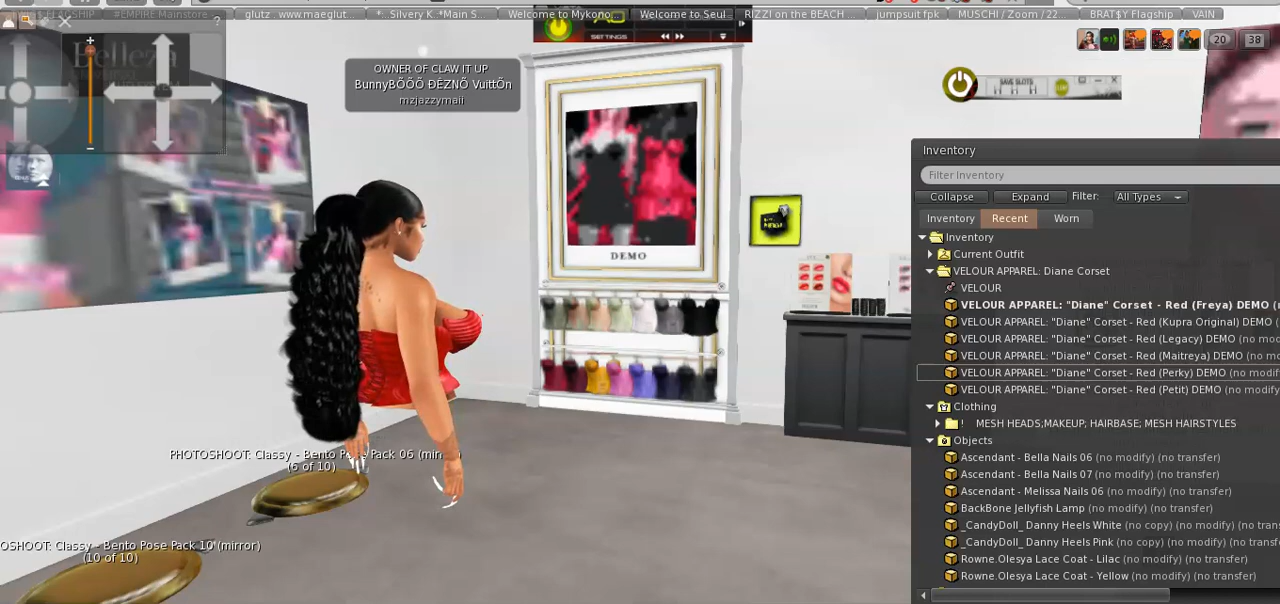 #EMPIRE Mainstore
glutz . www.maeglut...
*...Silvery K. *Main S...
Welcome to Mykono...
Welcome to Seul
RIZZI on the BEACH ...
jumpsuit fpk
MUSCHI / Zoom / 22...
BRAT$Y Flagship
VAIN
Belleza
SETTINGS
20
38
OWNER OF CLAW IT UP
mzjazzymaii
SAVE SLOTS
DEMO
PHOTOSHOOT: Classy - Bento Pose Pack 06 (mirror)
(6 of 10)
OSHOOT: Classy - Bento Pose Pack 10 (mirror)
(10 of 10)
Inventory
Filter Inventory
Collapse
Expand
Filter:
All Types
Inventory
Recent
Worn
Inventory
Current Outfit
VELOUR APPAREL: Diane Corset
VELOUR
VELOUR APPAREL: "Diane" Corset - Red (Freya) DEMO
VELOUR APPAREL: "Diane" Corset - Red (Kupra Original) DEMO
VELOUR APPAREL: "Diane" Corset - Red (Legacy) DEMO (no mo
VELOUR APPAREL: "Diane" Corset - Red (Maitreya) DEMO (no m
VELOUR APPAREL: "Diane" Corset - Red (Perky) DEMO (no modif
VELOUR APPAREL: "Diane" Corset - Red (Petit) DEMO (no modify
Clothing
! MESH HEADS;MAKEUP; HAIRBASE; MESH HAIRSTYLES
Objects
Ascendant - Bella Nails 06 (no modify) (no transfer)
Ascendant - Bella Nails 07 (no modify) (no transfer)
Ascendant - Melissa Nails 06 (no modify) (no transfer)
BackBone Jellyfish Lamp (no modify) (no transfer)
_CandyDoll_ Danny Heels White (no copy) (no modify) (no trans
_CandyDoll_ Danny Heels Pink (no copy) (no modify) (no transf
Rowne.Olesya Lace Coat - Lilac (no modify) (no transfer)
Rowne.Olesya Lace Coat - Yellow (no modify) (no transfer)